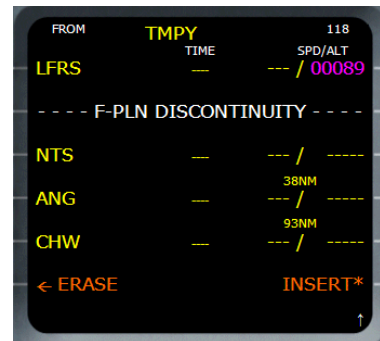 FROM TMPY 118
TIME SPD/ALT
LFRS ---- --- / 00089
- - - - F-PLN DISCONTINUITY - - - -
NTS ---- --- / -----
38NM
ANG ---- --- / -----
93NM
CHW ---- --- / -----
← ERASE INSERT*
↑